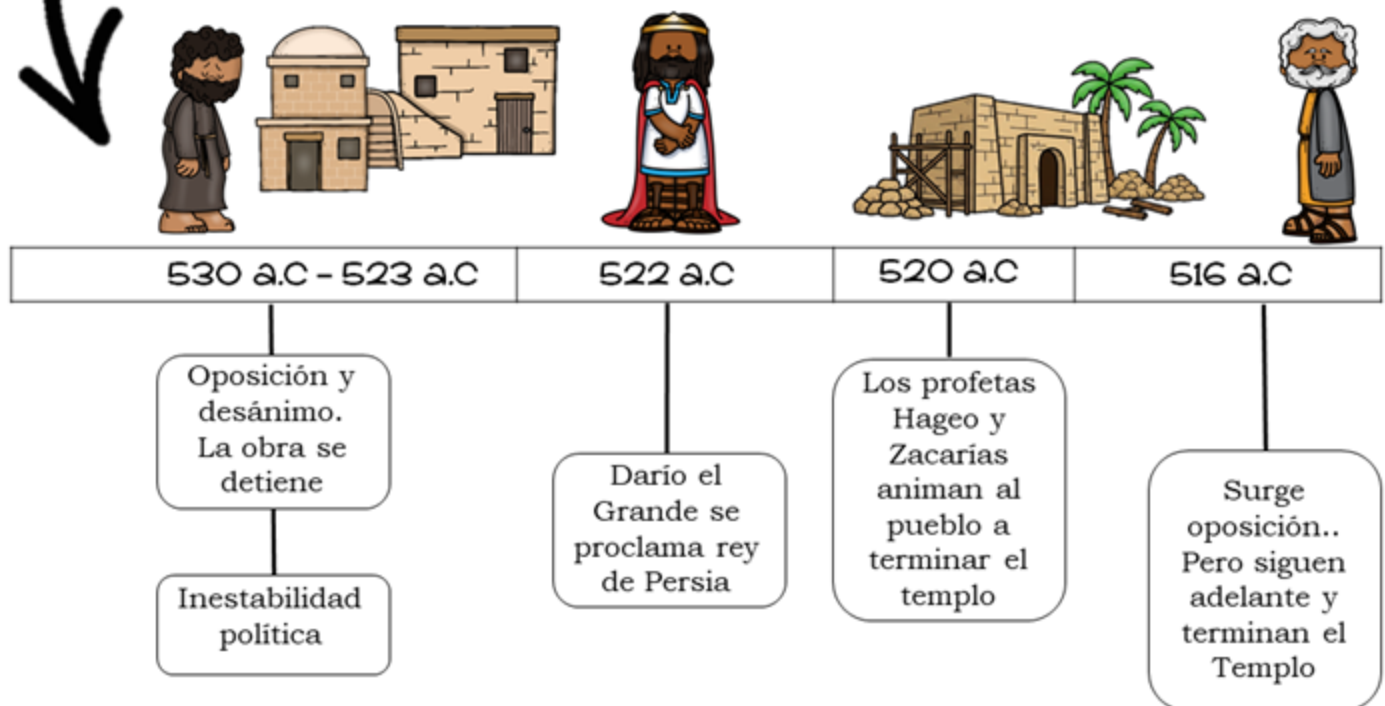 530 a.C - 523 a.C
522 a.C
520 a.C
516 a.C
Oposición y
desánimo.
La obra se
detiene
Inestabilidad
política
Darío el
Grande se
proclama rey
de Persia
Los profetas
Hageo y
Zacarías
animan al
pueblo a
terminar el
templo
Surge
oposición..
Pero siguen
adelante y
terminan el
Templo